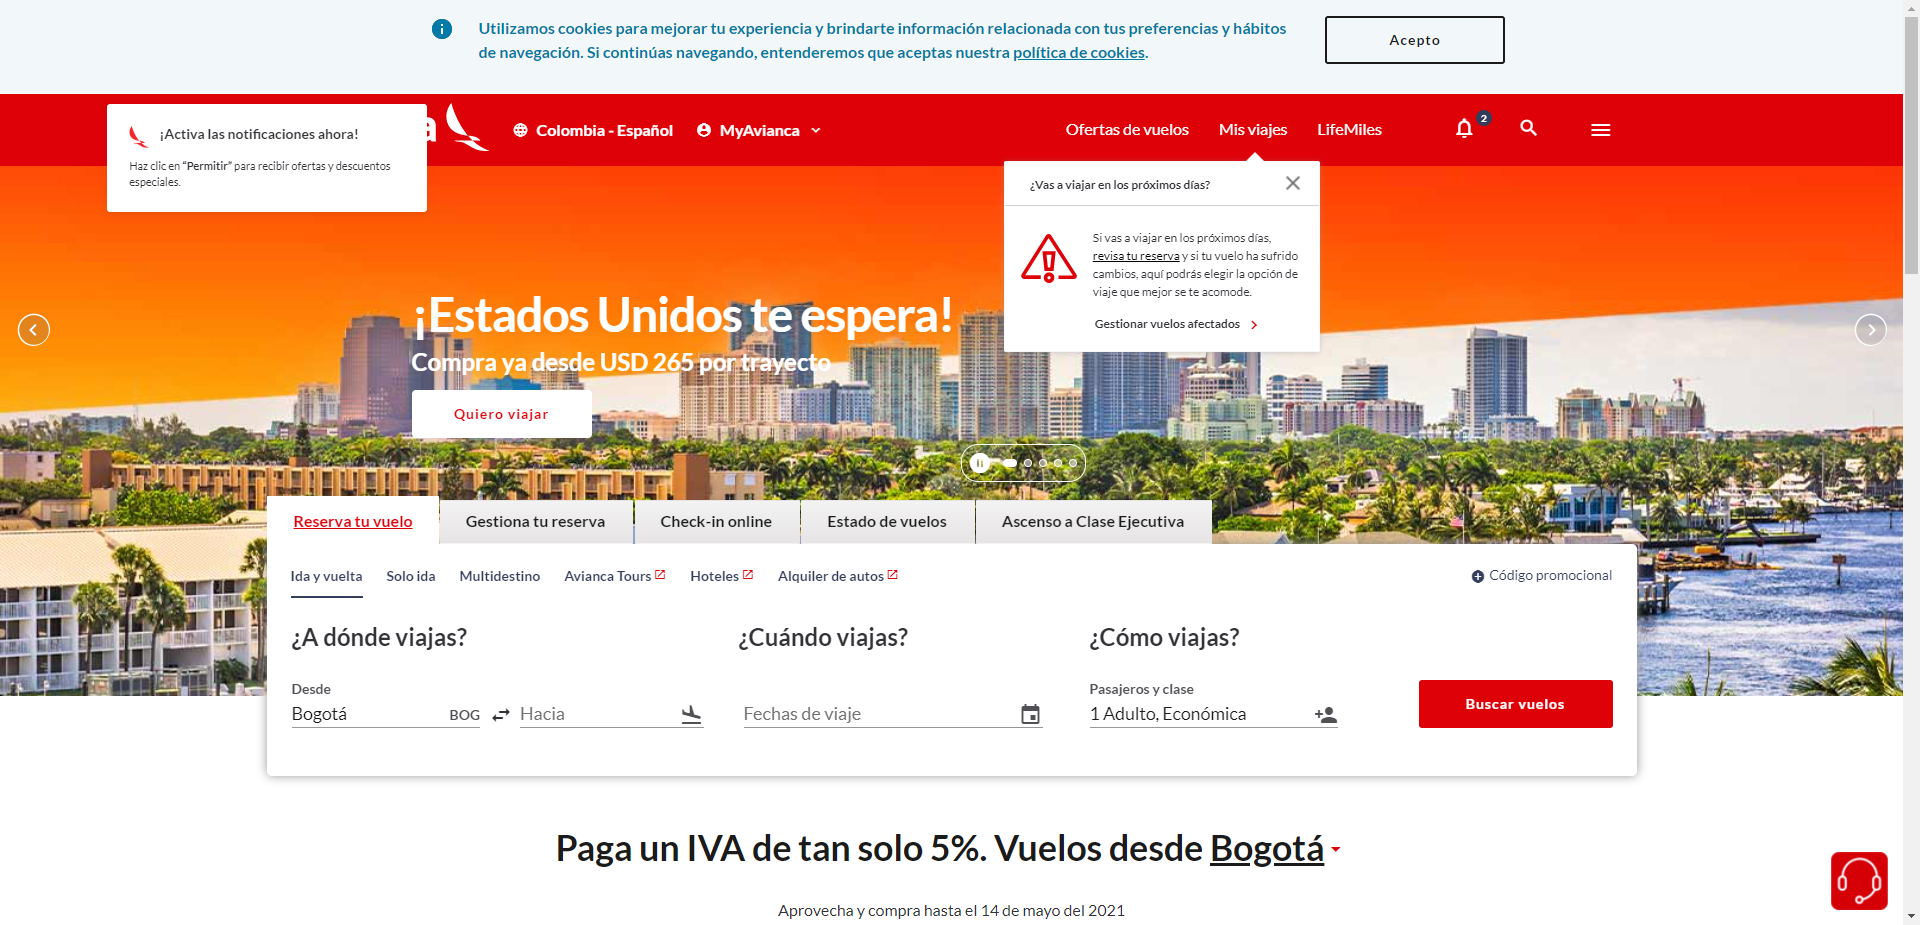 Utilizamos cookies para mejorar tu experiencia y brindarte información relacionada con tus preferencias y hábitos
de navegación. Si continúas navegando, entenderemos que aceptas nuestra política de cookies.
Acepto
¡Activa las notificaciones ahora!
Haz clic en “Permitir” para recibir ofertas y descuentos
especiales.
a
Colombia - Español
MyAvianca
Ofertas de vuelos
Mis viajes
LifeMiles
2
¿Vas a viajar en los próximos días?
Si vas a viajar en los próximos días,
revisa tu reserva y si tu vuelo ha sufrido
cambios, aquí podrás elegir la opción de
viaje que mejor se te acomode.
Gestionar vuelos afectados
¡Estados Unidos te espera!
Compra ya desde USD 265 por trayecto
Quiero viajar
Reserva tu vuelo
Gestiona tu reserva
Check-in online
Estado de vuelos
Ascenso a Clase Ejecutiva
Ida y vuelta
Solo ida
Multidestino
Avianca Tours
Hoteles
Alquiler de autos
Código promocional
¿A dónde viajas?
¿Cuándo viajas?
¿Cómo viajas?
Desde
Bogotá
BOG
Hacia
Fechas de viaje
Pasajeros y clase
1 Adulto, Económica
Buscar vuelos
Paga un IVA de tan solo 5%. Vuelos desde Bogotá
Aprovecha y compra hasta el 14 de mayo del 2021